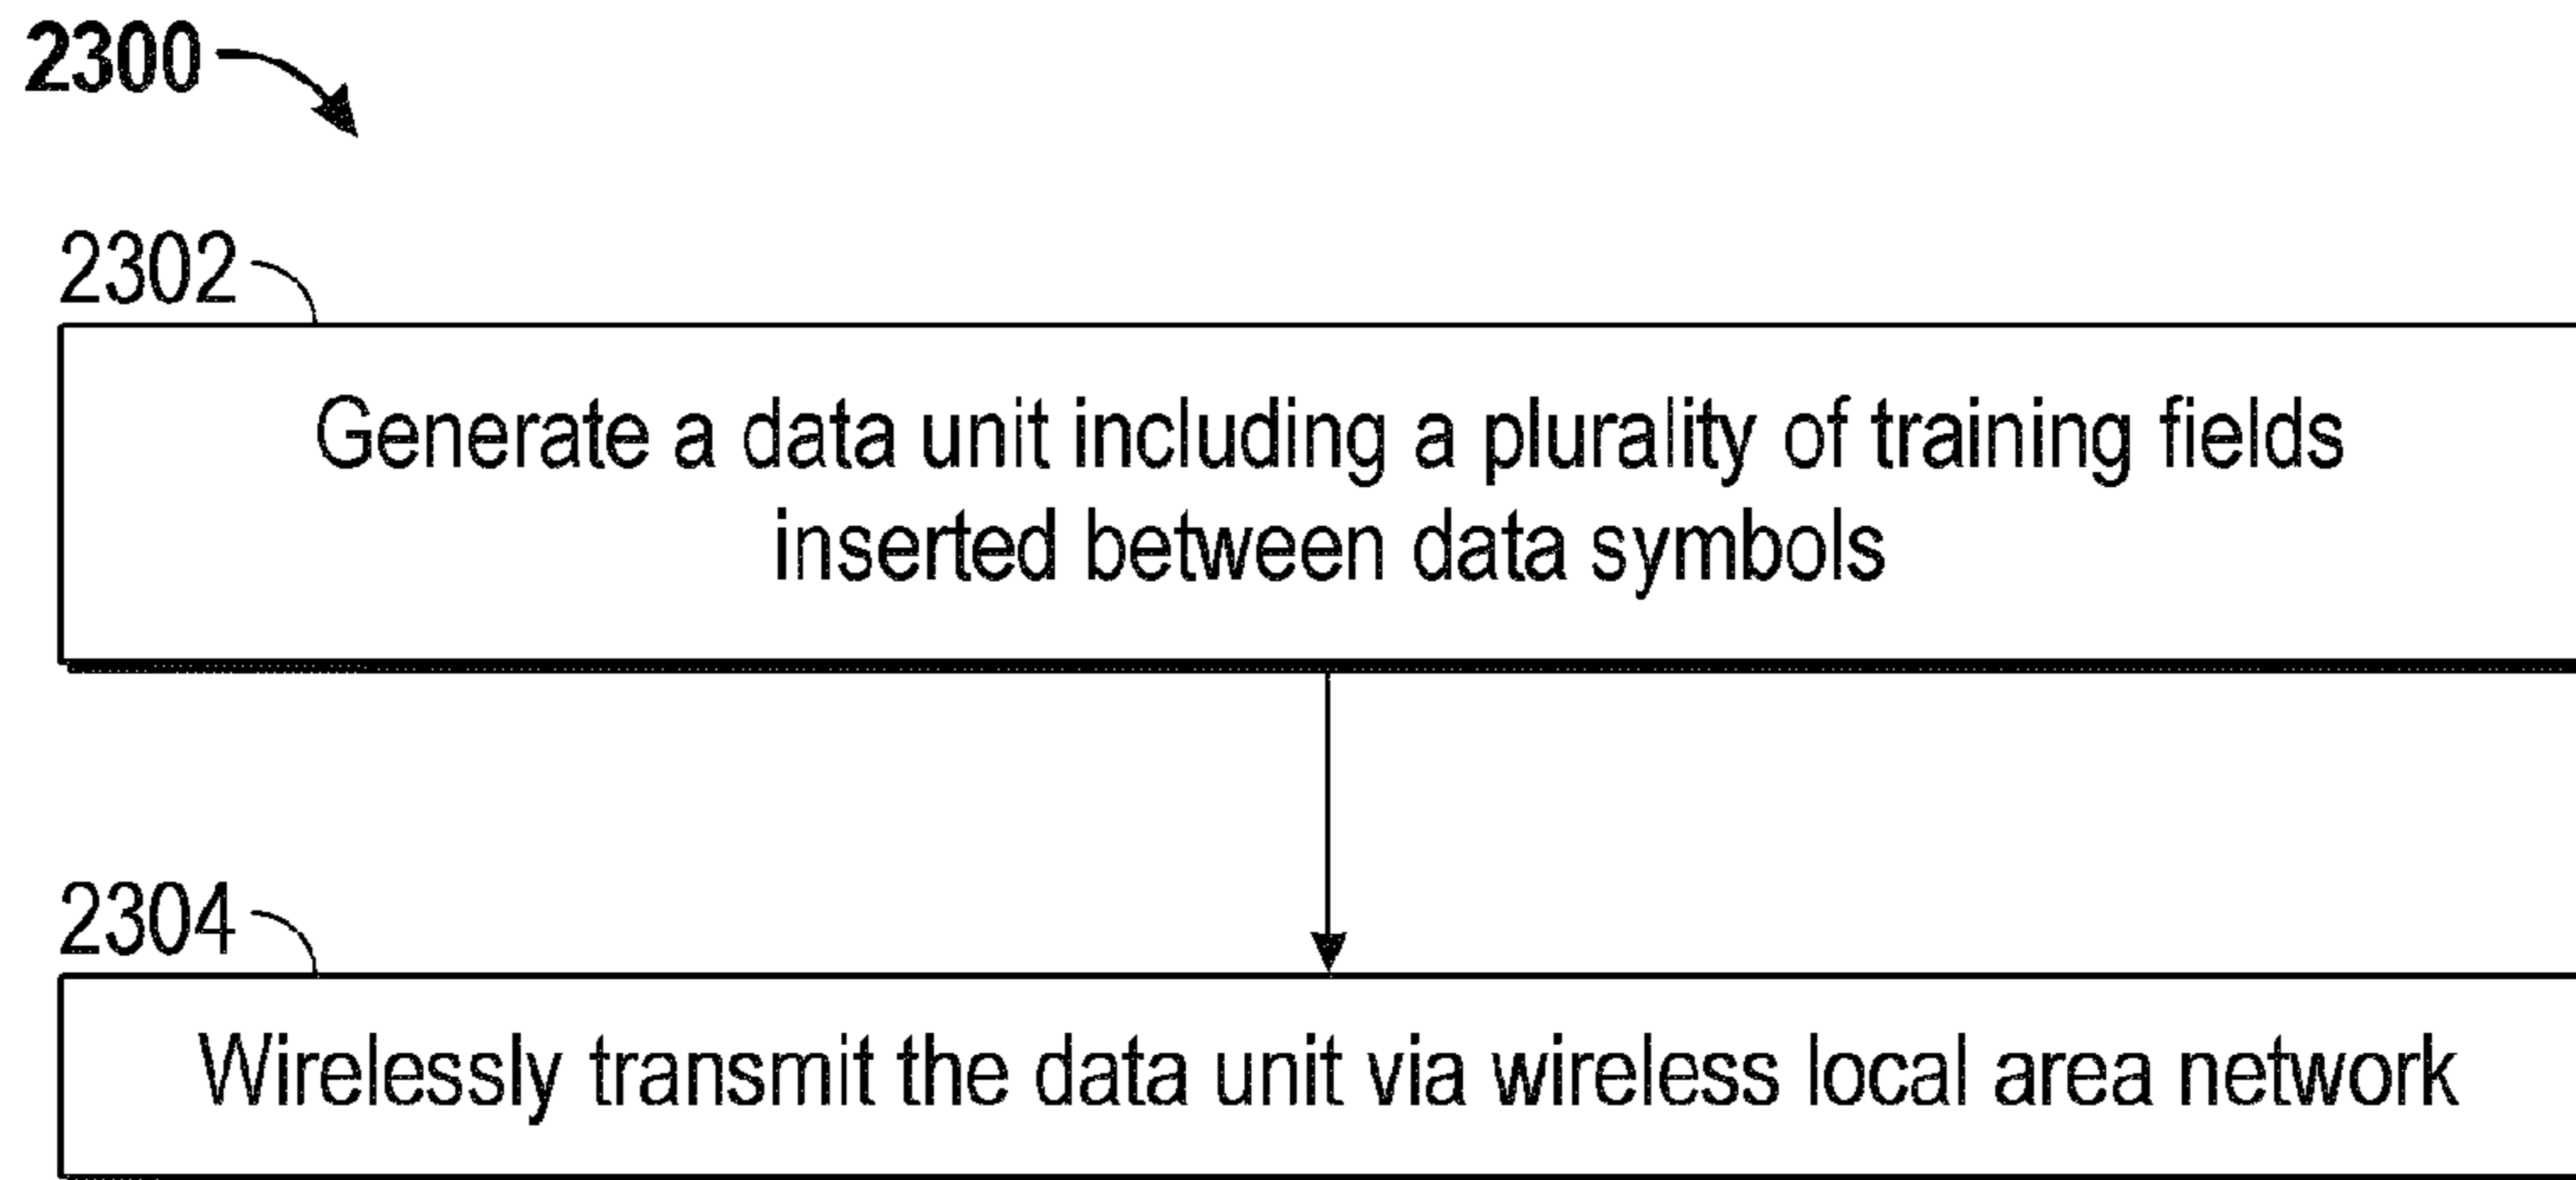 2300
2302
Generate a data unit including a plurality of training fields
inserted between data symbols
2304
Wirelessly transmit the data unit via wireless local area network